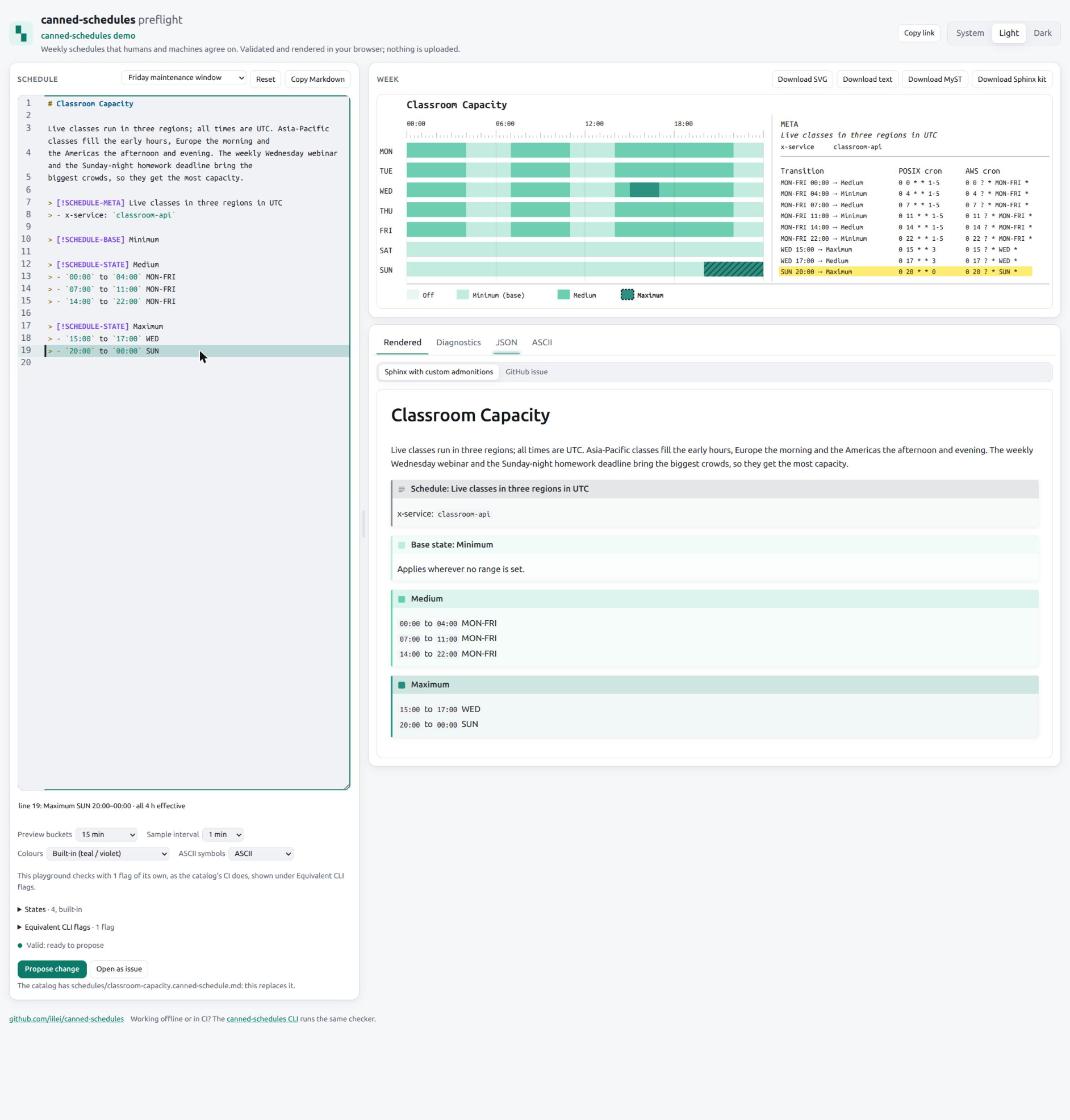 canned-schedules preflight
canned-schedules demo
Weekly schedules that humans and machines agree on. Validated and rendered in your browser; nothing is uploaded.
Copy link
System Light Dark
SCHEDULE
Friday maintenance window
Reset
Copy Markdown
1 # Classroom Capacity
2
3 Live classes run in three regions; all times are UTC. Asia-Pacific
classes fill the early hours, Europe the morning and
4 the Americas the afternoon and evening. The weekly Wednesday webinar
and the Sunday-night homework deadline bring the
5 biggest crowds, so they get the most capacity.
6
7 > [!SCHEDULE-META] Live classes in three regions in UTC
8 > - x-service: `classroom-api`
9
10 > [!SCHEDULE-BASE] Minimum
11
12 > [!SCHEDULE-STATE] Medium
13 > - `00:00` to `04:00` MON-FRI
14 > - `07:00` to `11:00` MON-FRI
15 > - `14:00` to `22:00` MON-FRI
16
17 > [!SCHEDULE-STATE] Maximum
18 > - `15:00` to `17:00` WED
19 > - `20:00` to `00:00` SUN
20
line 19: Maximum SUN 20:00–00:00 · all 4 h effective
Preview buckets 15 min Sample interval 1 min
Colours Built-in (teal / violet) ASCII symbols ASCII
This playground checks with 1 flag of its own, as the catalog's CI does, shown under Equivalent CLI
flags.
States · 4, built-in
Equivalent CLI flags · 1 flag
Valid: ready to propose
Propose change
Open as issue
The catalog has schedules/classroom-capacity.canned-schedule.md: this replaces it.
WEEK
Download SVG
Download text
Download MyST
Download Sphinx kit
Classroom Capacity
00:00 06:00 12:00 18:00
MON
TUE
WED
THU
FRI
SAT
SUN
Off Minimum (base) Medium Maximum
META
Live classes in three regions in UTC
x-service classroom-api
Transition POSIX cron AWS cron
MON-FRI 00:00 → Medium 0 0 * * 1-5 0 0 ? * MON-FRI *
MON-FRI 04:00 → Minimum 0 4 * * 1-5 0 4 ? * MON-FRI *
MON-FRI 07:00 → Medium 0 7 * * 1-5 0 7 ? * MON-FRI *
MON-FRI 11:00 → Minimum 0 11 * * 1-5 0 11 ? * MON-FRI *
MON-FRI 14:00 → Medium 0 14 * * 1-5 0 14 ? * MON-FRI *
MON-FRI 22:00 → Minimum 0 22 * * 1-5 0 22 ? * MON-FRI *
WED 15:00 → Maximum 0 15 * * 3 0 15 ? * WED *
WED 17:00 → Medium 0 17 * * 3 0 17 ? * WED *
SUN 20:00 → Maximum 0 20 * * 0 0 20 ? * SUN *
Rendered Diagnostics JSON ASCII
Sphinx with custom admonitions GitHub issue
Classroom Capacity
Live classes run in three regions; all times are UTC. Asia-Pacific classes fill the early hours, Europe the morning and the Americas the afternoon and evening. The weekly
Wednesday webinar and the Sunday-night homework deadline bring the biggest crowds, so they get the most capacity.
Schedule: Live classes in three regions in UTC
x-service: classroom-api
Base state: Minimum
Applies wherever no range is set.
Medium
00:00 to 04:00 MON-FRI
07:00 to 11:00 MON-FRI
14:00 to 22:00 MON-FRI
Maximum
15:00 to 17:00 WED
20:00 to 00:00 SUN
github.com/iilei/canned-schedules Working offline or in CI? The canned-schedules CLI runs the same checker.